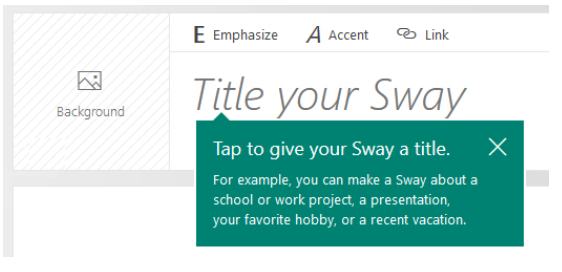 E Emphasize A Accent Link
Background
Title your Sway
Tap to give your Sway a title.
For example, you can make a Sway about a
school or work project, a presentation,
your favorite hobby, or a recent vacation.